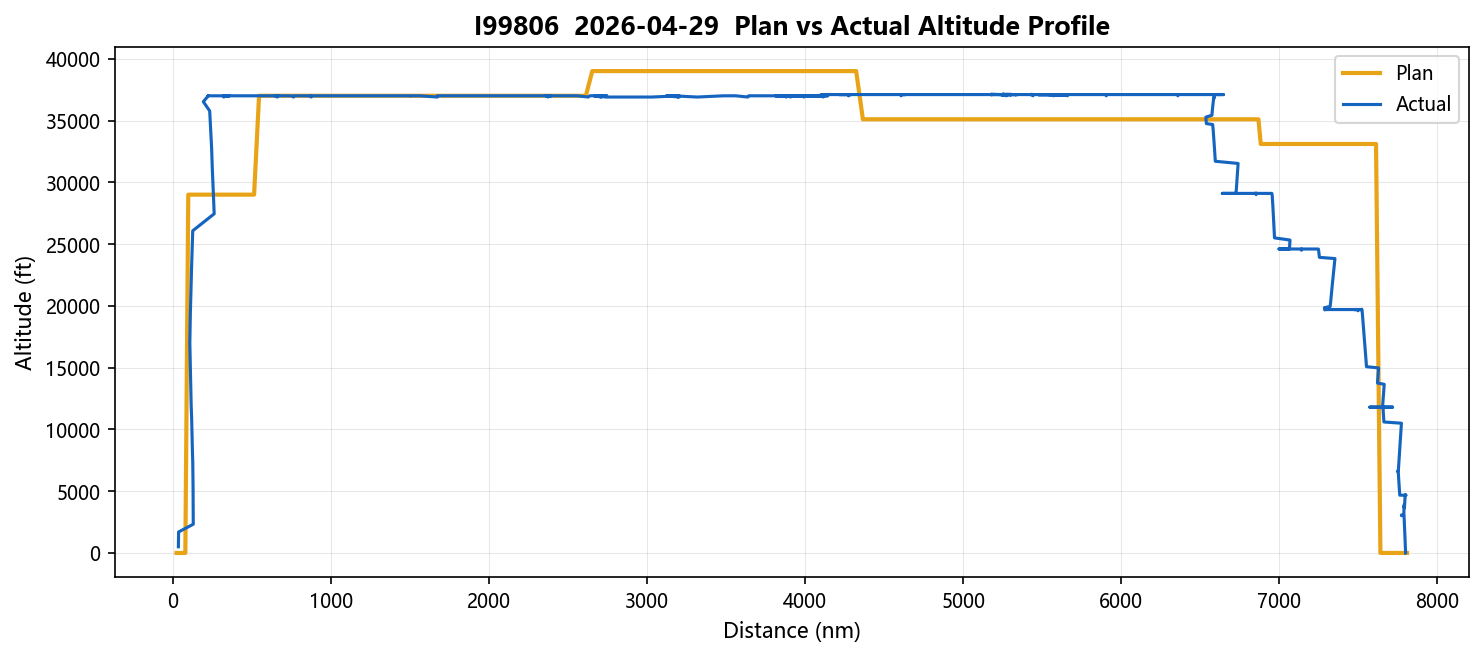 I99806  2026-04-29  Plan vs Actual Altitude Profile
Plan
Actual
Altitude (ft)
40000
35000
30000
25000
20000
15000
10000
5000
0
0 1000 2000 3000 4000 5000 6000 7000 8000
Distance (nm)